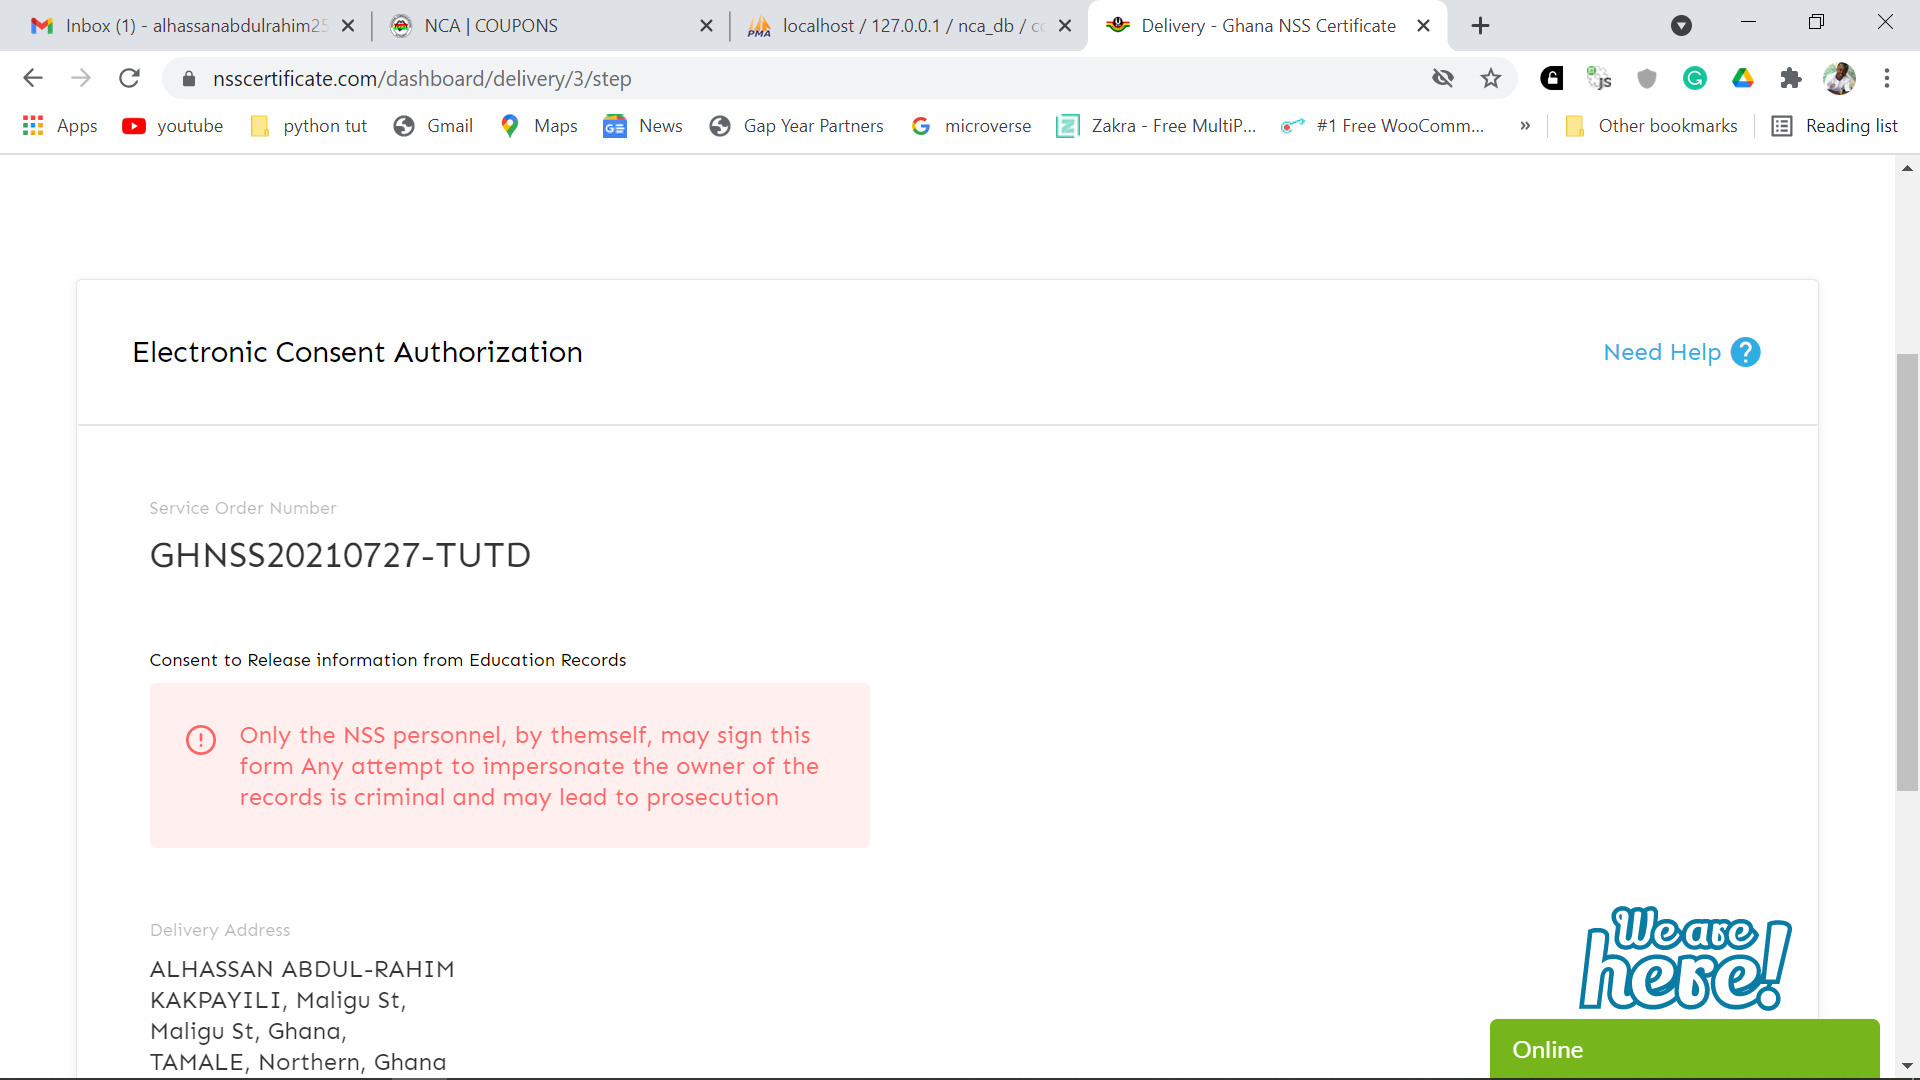 Inbox (1) - alhassanabdulrahim25
NCA | COUPONS
localhost / 127.0.0.1 / nca_db / co
Delivery - Ghana NSS Certificate
nsscertificate.com/dashboard/delivery/3/step
Apps
youtube
python tut
Gmail
Maps
News
Gap Year Partners
microverse
Zakra - Free MultiP...
#1 Free WooComm...
»
Other bookmarks
Reading list
Electronic Consent Authorization
Need Help ?
Service Order Number
GHNSS20210727-TUTD
Consent to Release information from Education Records
Only the NSS personnel, by themself, may sign this
form Any attempt to impersonate the owner of the
records is criminal and may lead to prosecution
Delivery Address
ALHASSAN ABDUL-RAHIM
KAKPAYILI, Maligu St,
Maligu St, Ghana,
TAMALE, Northern, Ghana
We are
here!
Online